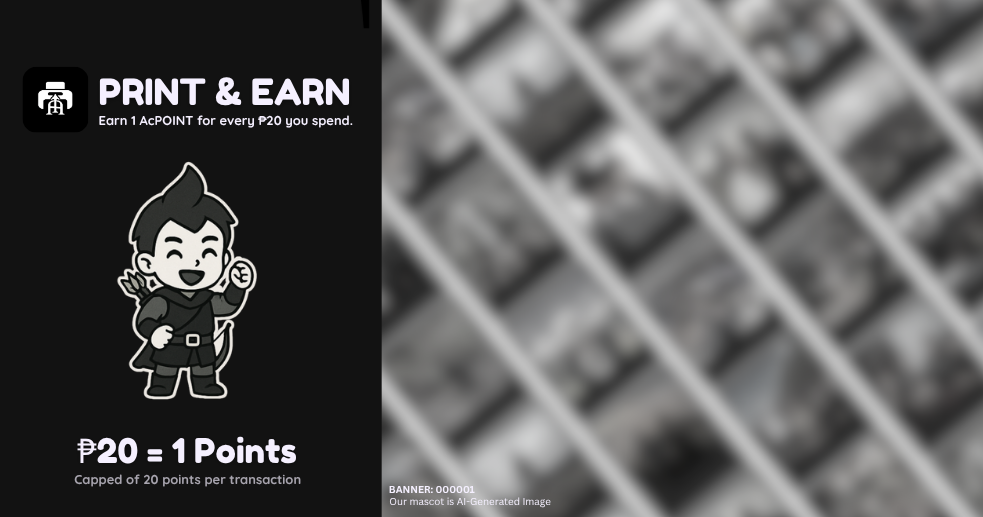 PRINT & EARN
Earn 1 AcPOINT for every ₱20 you spend.
₱20 = 1 Points
Capped of 20 points per transaction
BANNER: 000001
Our mascot is AI-Generated Image